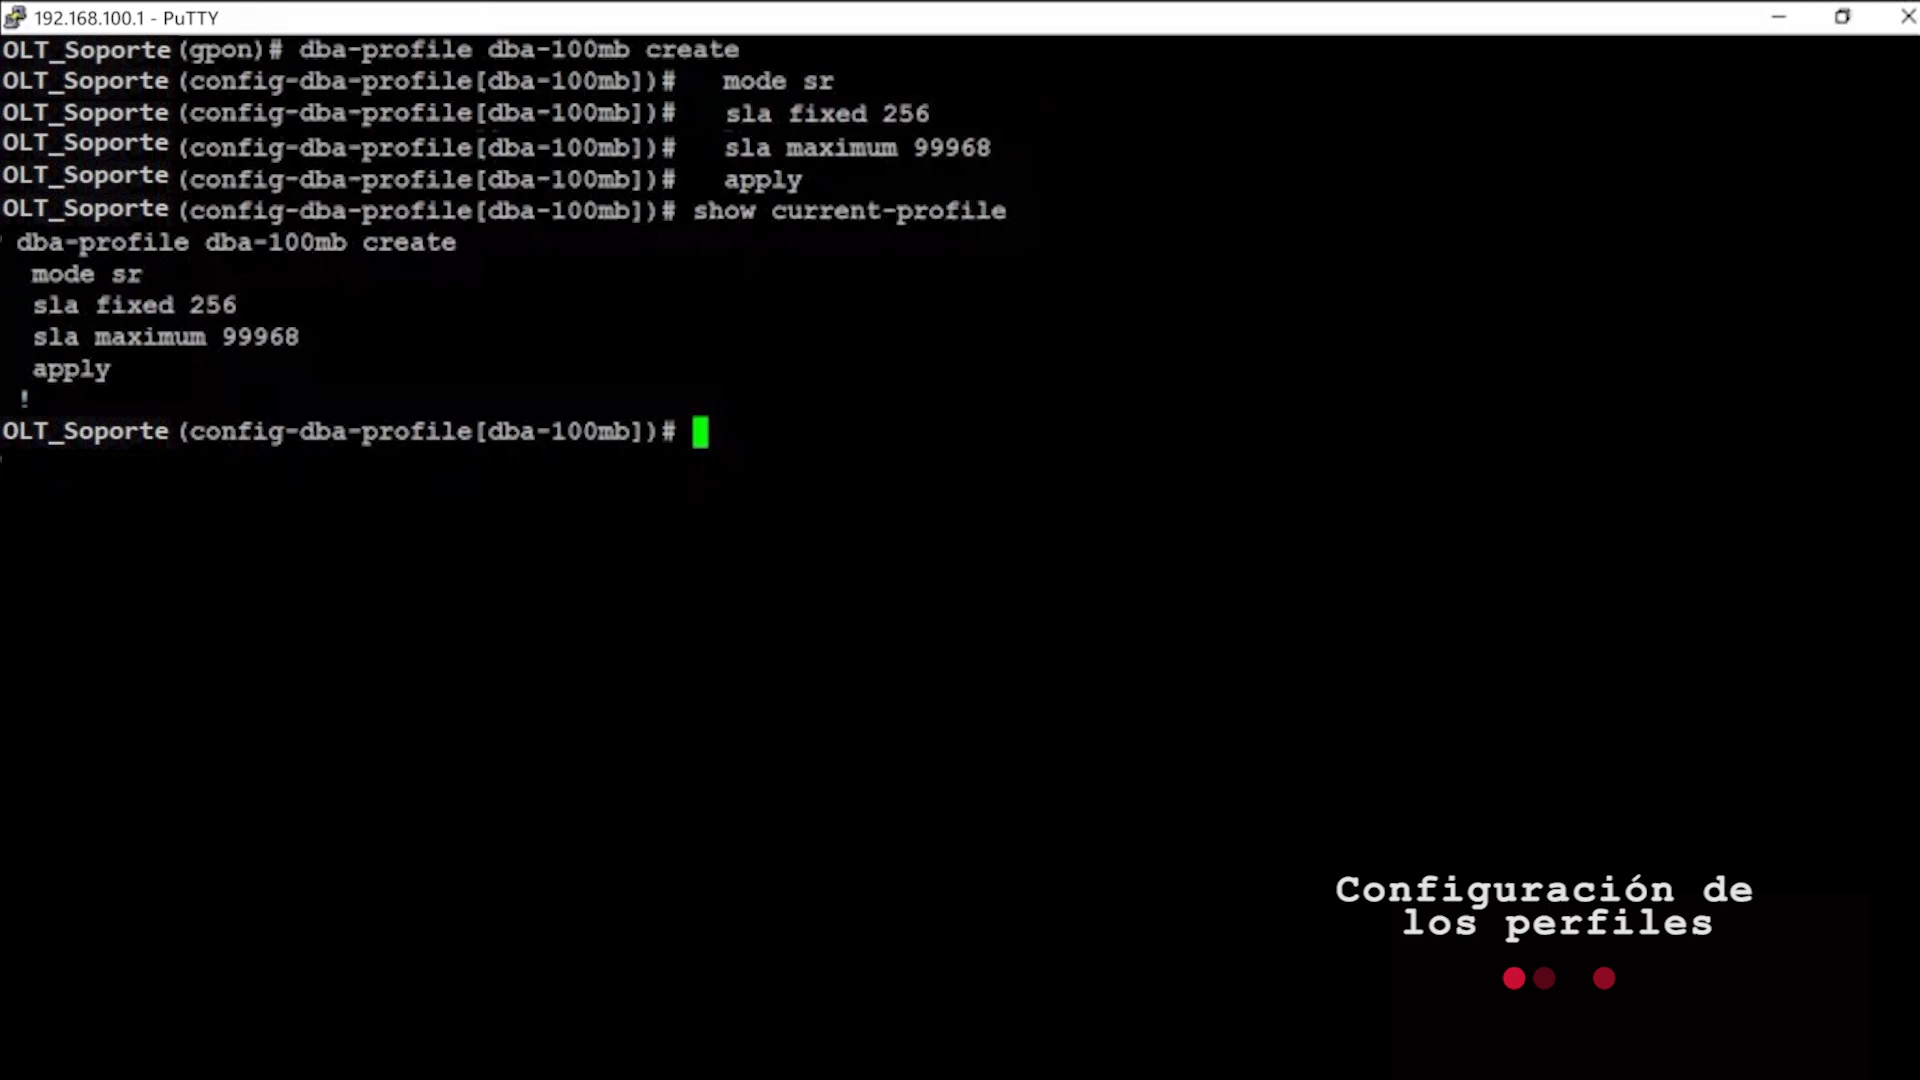 192.168.100.1 - PuTTY
OLT_Soporte (gpon)# dba-profile dba-100mb create
OLT_Soporte (config-dba-profile[dba-100mb])#   mode sr
OLT_Soporte (config-dba-profile[dba-100mb])#   sla fixed 256
OLT_Soporte (config-dba-profile[dba-100mb])#   sla maximum 99968
OLT_Soporte (config-dba-profile[dba-100mb])#   apply
OLT_Soporte (config-dba-profile[dba-100mb])# show current-profile
dba-profile dba-100mb create
mode sr
sla fixed 256
sla maximum 99968
apply
!
OLT_Soporte (config-dba-profile[dba-100mb])#
Configuración de
los perfiles